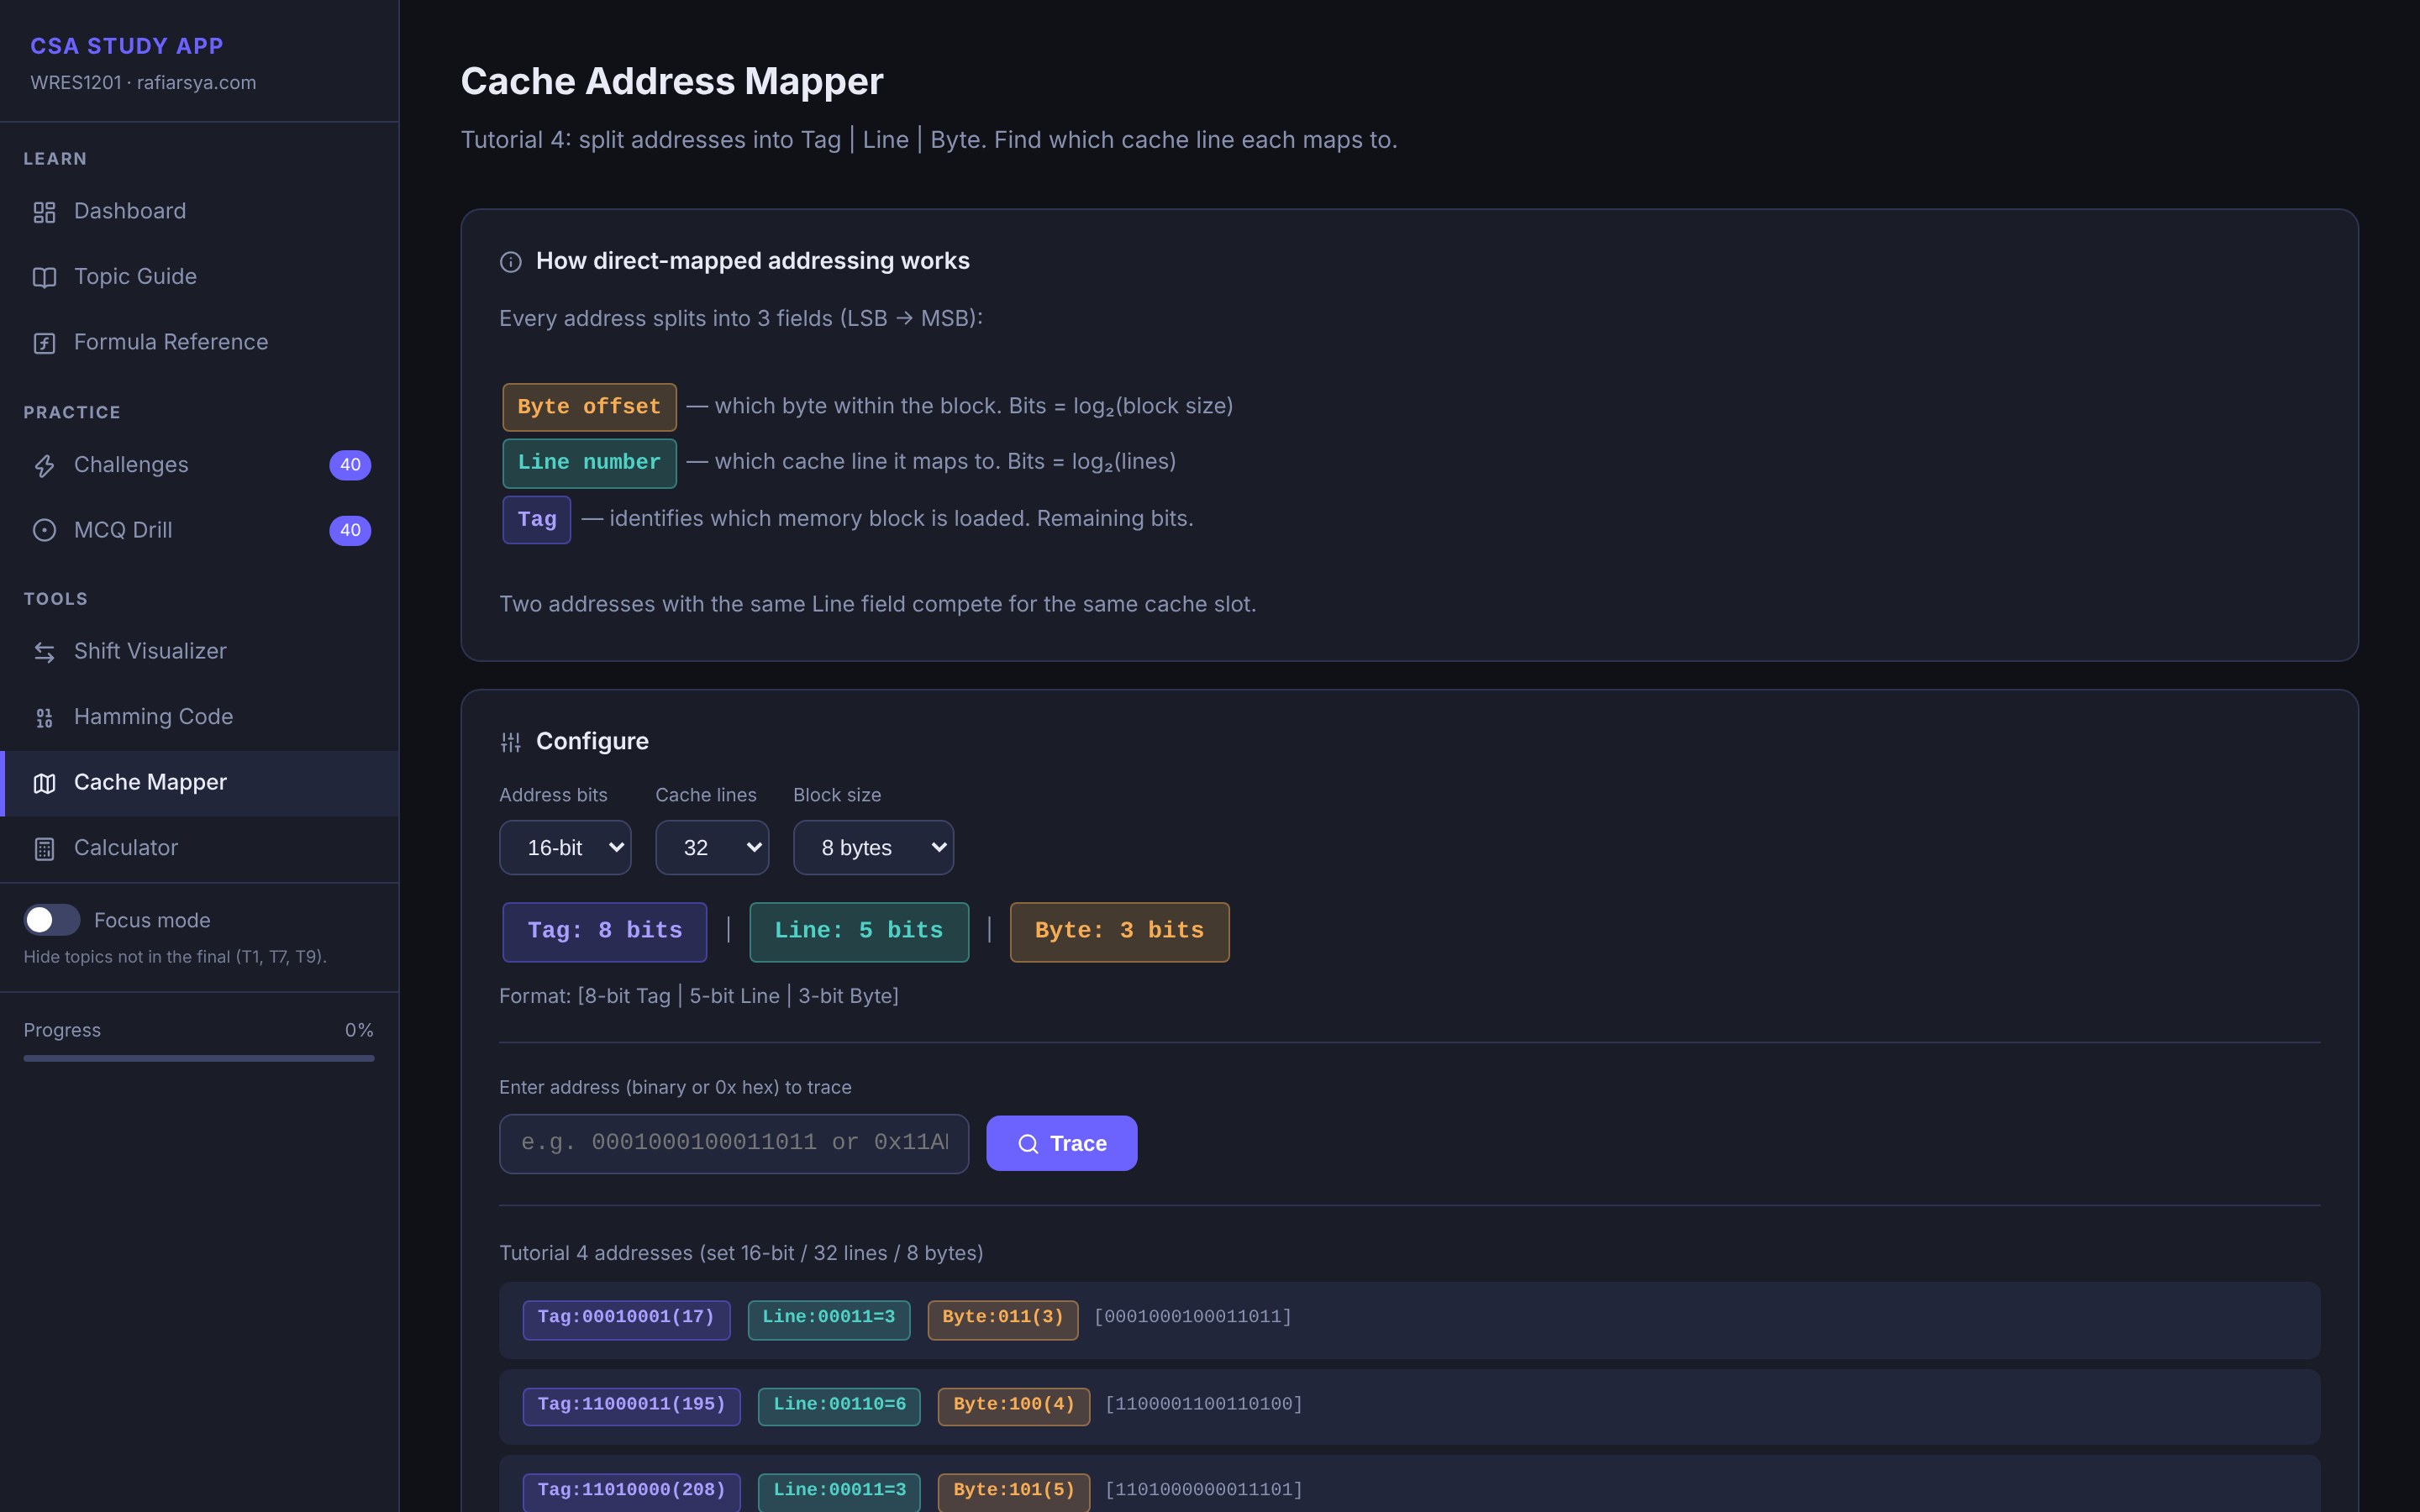 CSA STUDY APP
WRES1201 · rafiarsya.com
LEARN
Dashboard
Topic Guide
Formula Reference
PRACTICE
Challenges 40
MCQ Drill 40
TOOLS
Shift Visualizer
Hamming Code
Cache Mapper
Calculator
Focus mode
Hide topics not in the final (T1, T7, T9).
Progress 0%
Cache Address Mapper
Tutorial 4: split addresses into Tag | Line | Byte. Find which cache line each maps to.
How direct-mapped addressing works
Every address splits into 3 fields (LSB → MSB):
Byte offset — which byte within the block. Bits = log₂(block size)
Line number — which cache line it maps to. Bits = log₂(lines)
Tag — identifies which memory block is loaded. Remaining bits.
Two addresses with the same Line field compete for the same cache slot.
Configure
Address bits Cache lines Block size
16-bit 32 8 bytes
Tag: 8 bits | Line: 5 bits | Byte: 3 bits
Format: [8-bit Tag | 5-bit Line | 3-bit Byte]
Enter address (binary or 0x hex) to trace
e.g. 0001000100011011 or 0x11A Trace
Tutorial 4 addresses (set 16-bit / 32 lines / 8 bytes)
Tag:00010001(17) Line:00011=3 Byte:011(3) [0001000100011011]
Tag:11000011(195) Line:00110=6 Byte:100(4) [1100001100110100]
Tag:11010000(208) Line:00011=3 Byte:101(5) [1101000000011101]